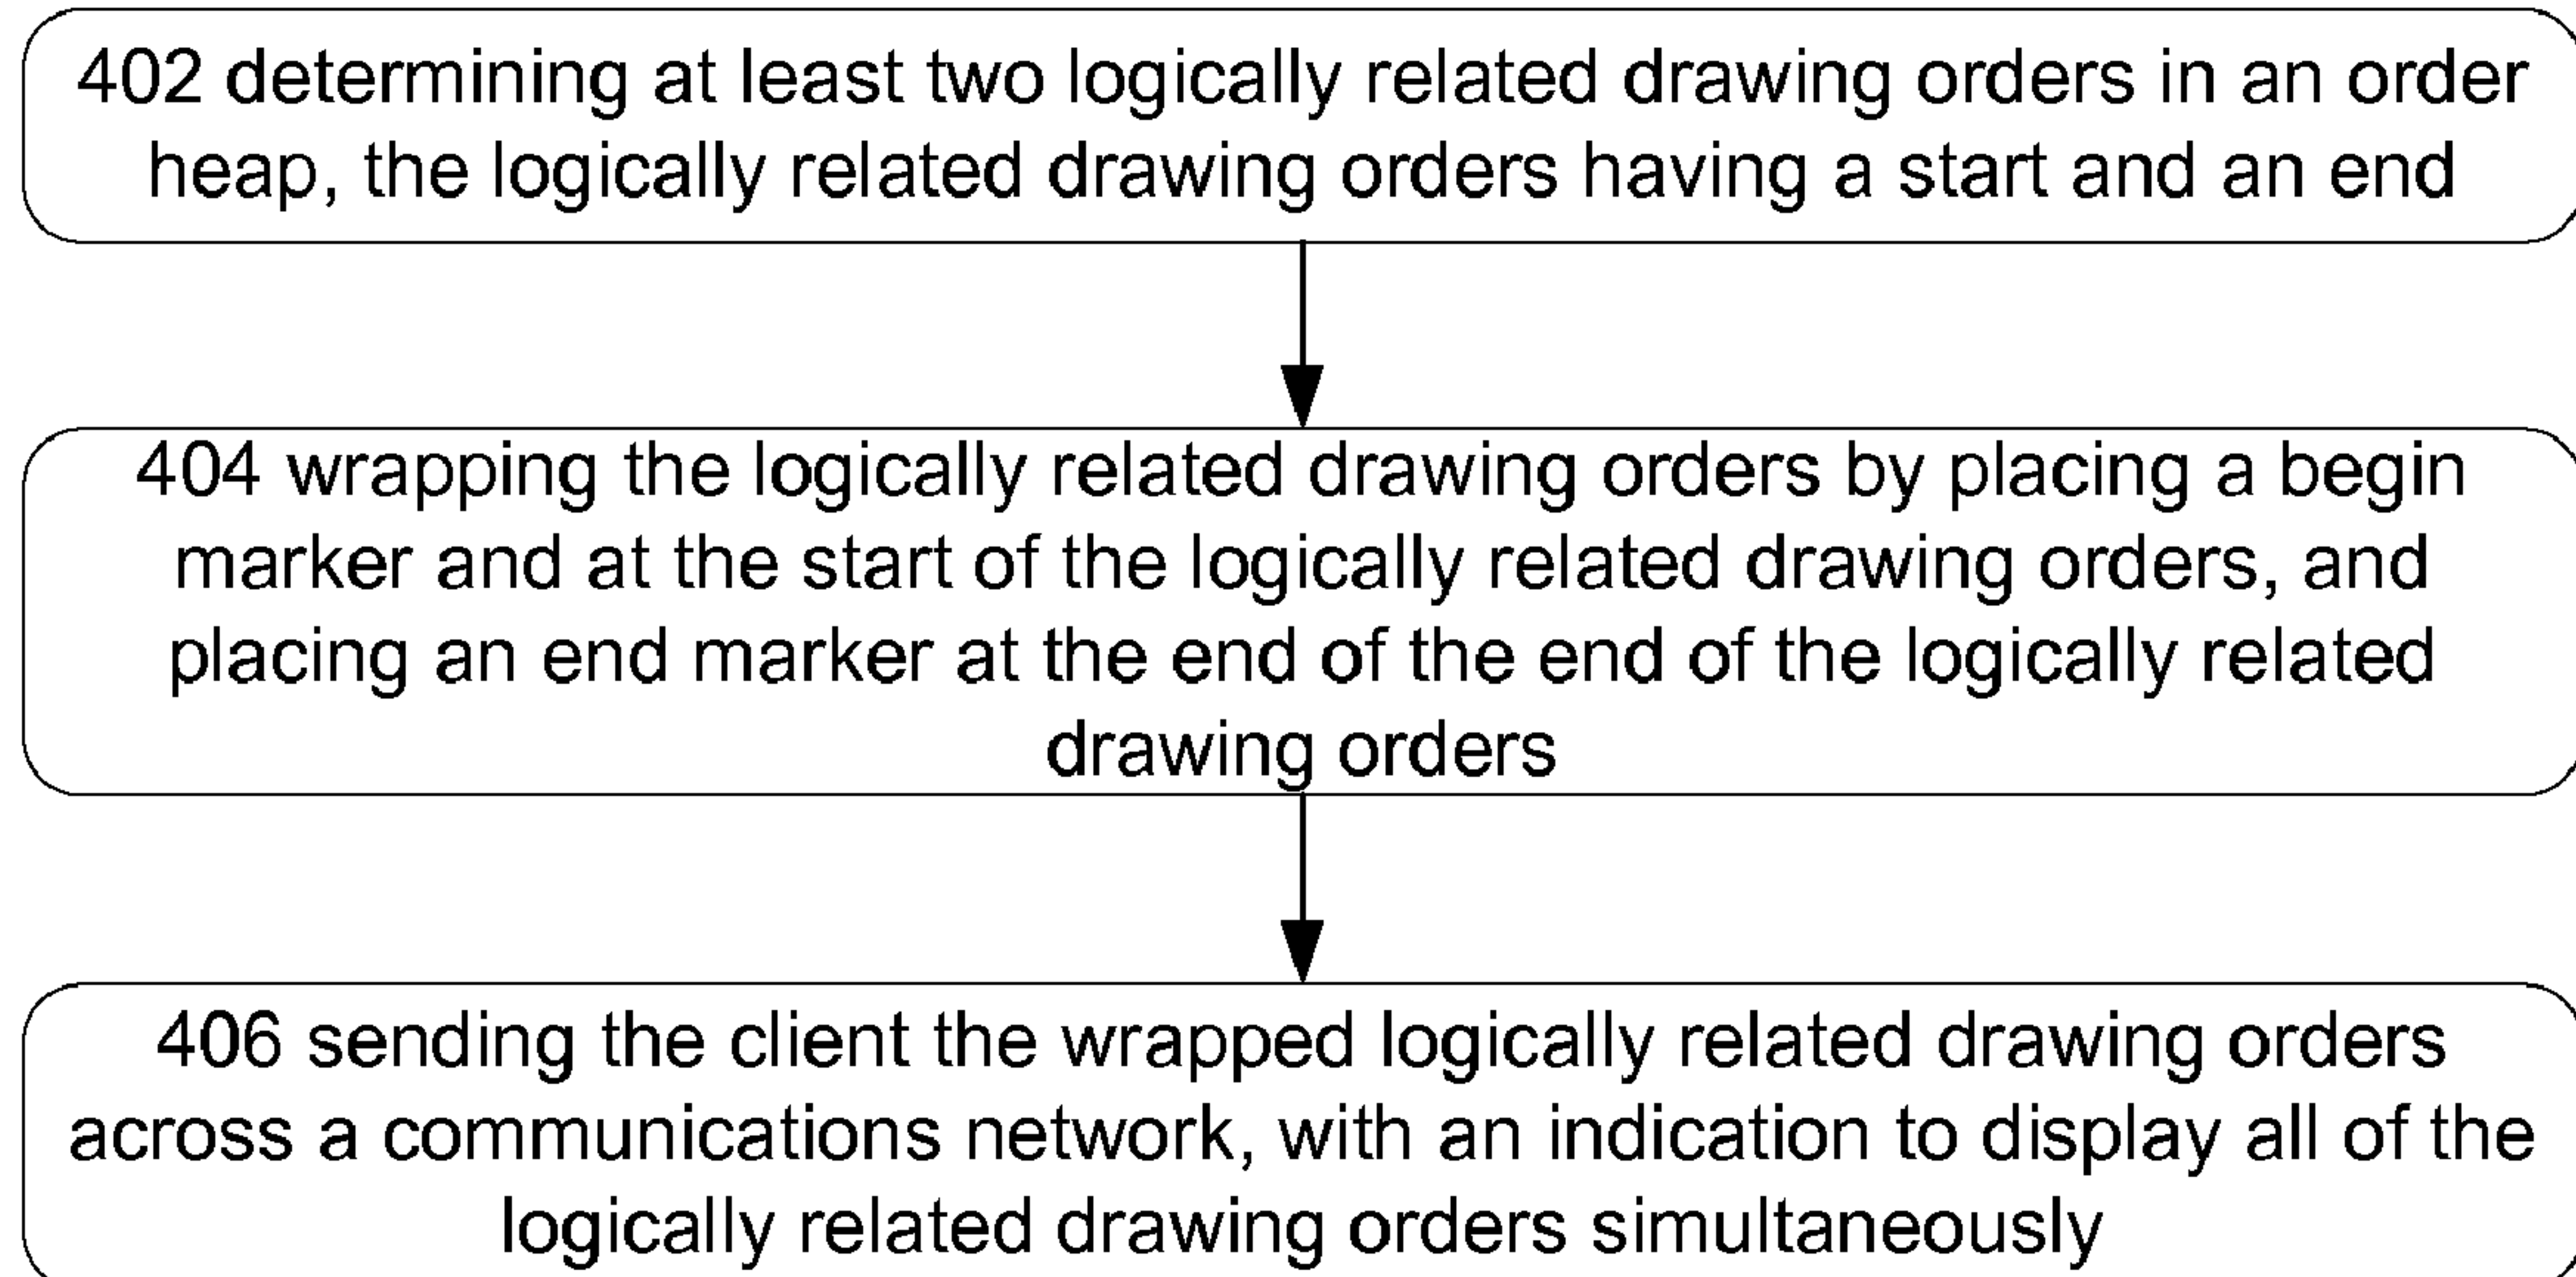 402 determining at least two logically related drawing orders in an order
heap, the logically related drawing orders having a start and an end
404 wrapping the logically related drawing orders by placing a begin
marker and at the start of the logically related drawing orders, and
placing an end marker at the end of the end of the logically related
drawing orders
406 sending the client the wrapped logically related drawing orders
across a communications network, with an indication to display all of the
logically related drawing orders simultaneously